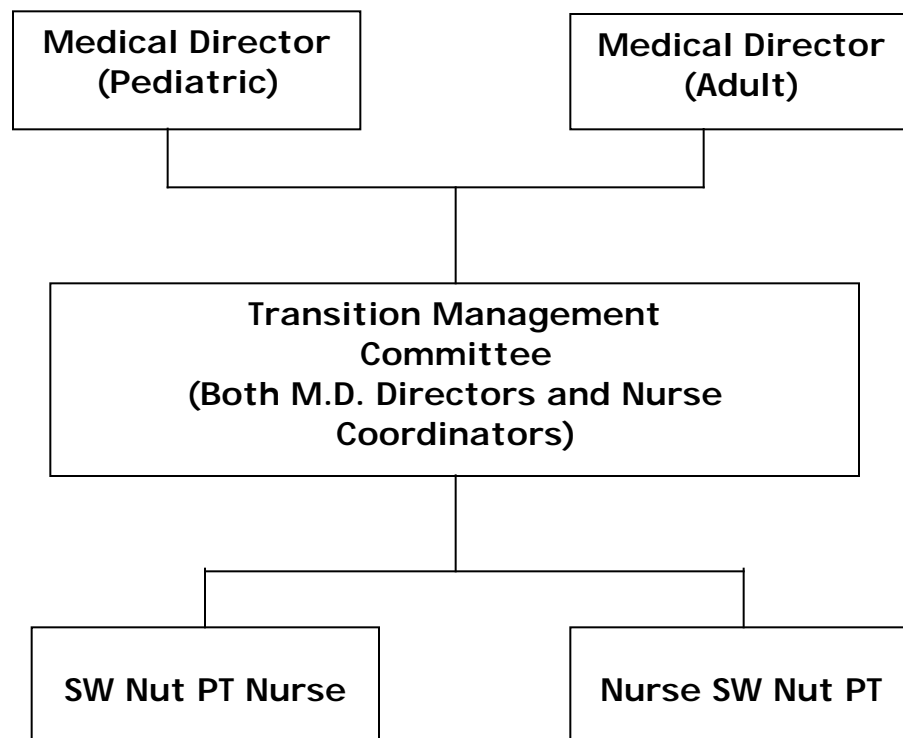 Medical Director
(Pediatric)
Medical Director
(Adult)
Transition Management
Committee
(Both M.D. Directors and Nurse
Coordinators)
SW Nut PT Nurse
Nurse SW Nut PT